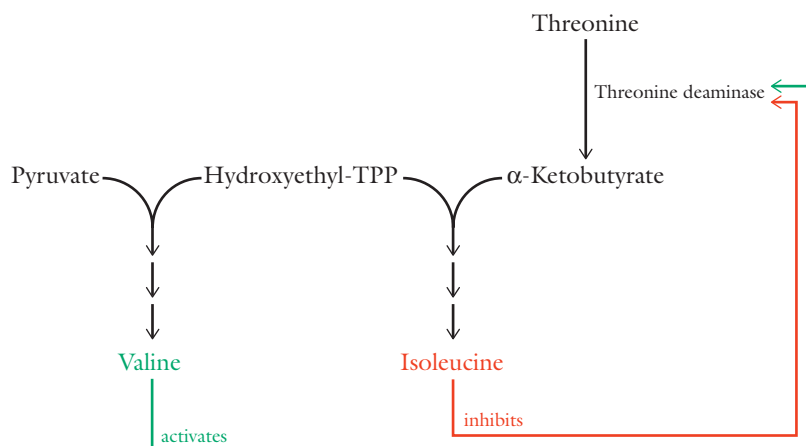 Threonine
Threonine deaminase
Pyruvate
Hydroxyethyl-TPP
α-Ketobutyrate
Valine
Isoleucine
inhibits
activates